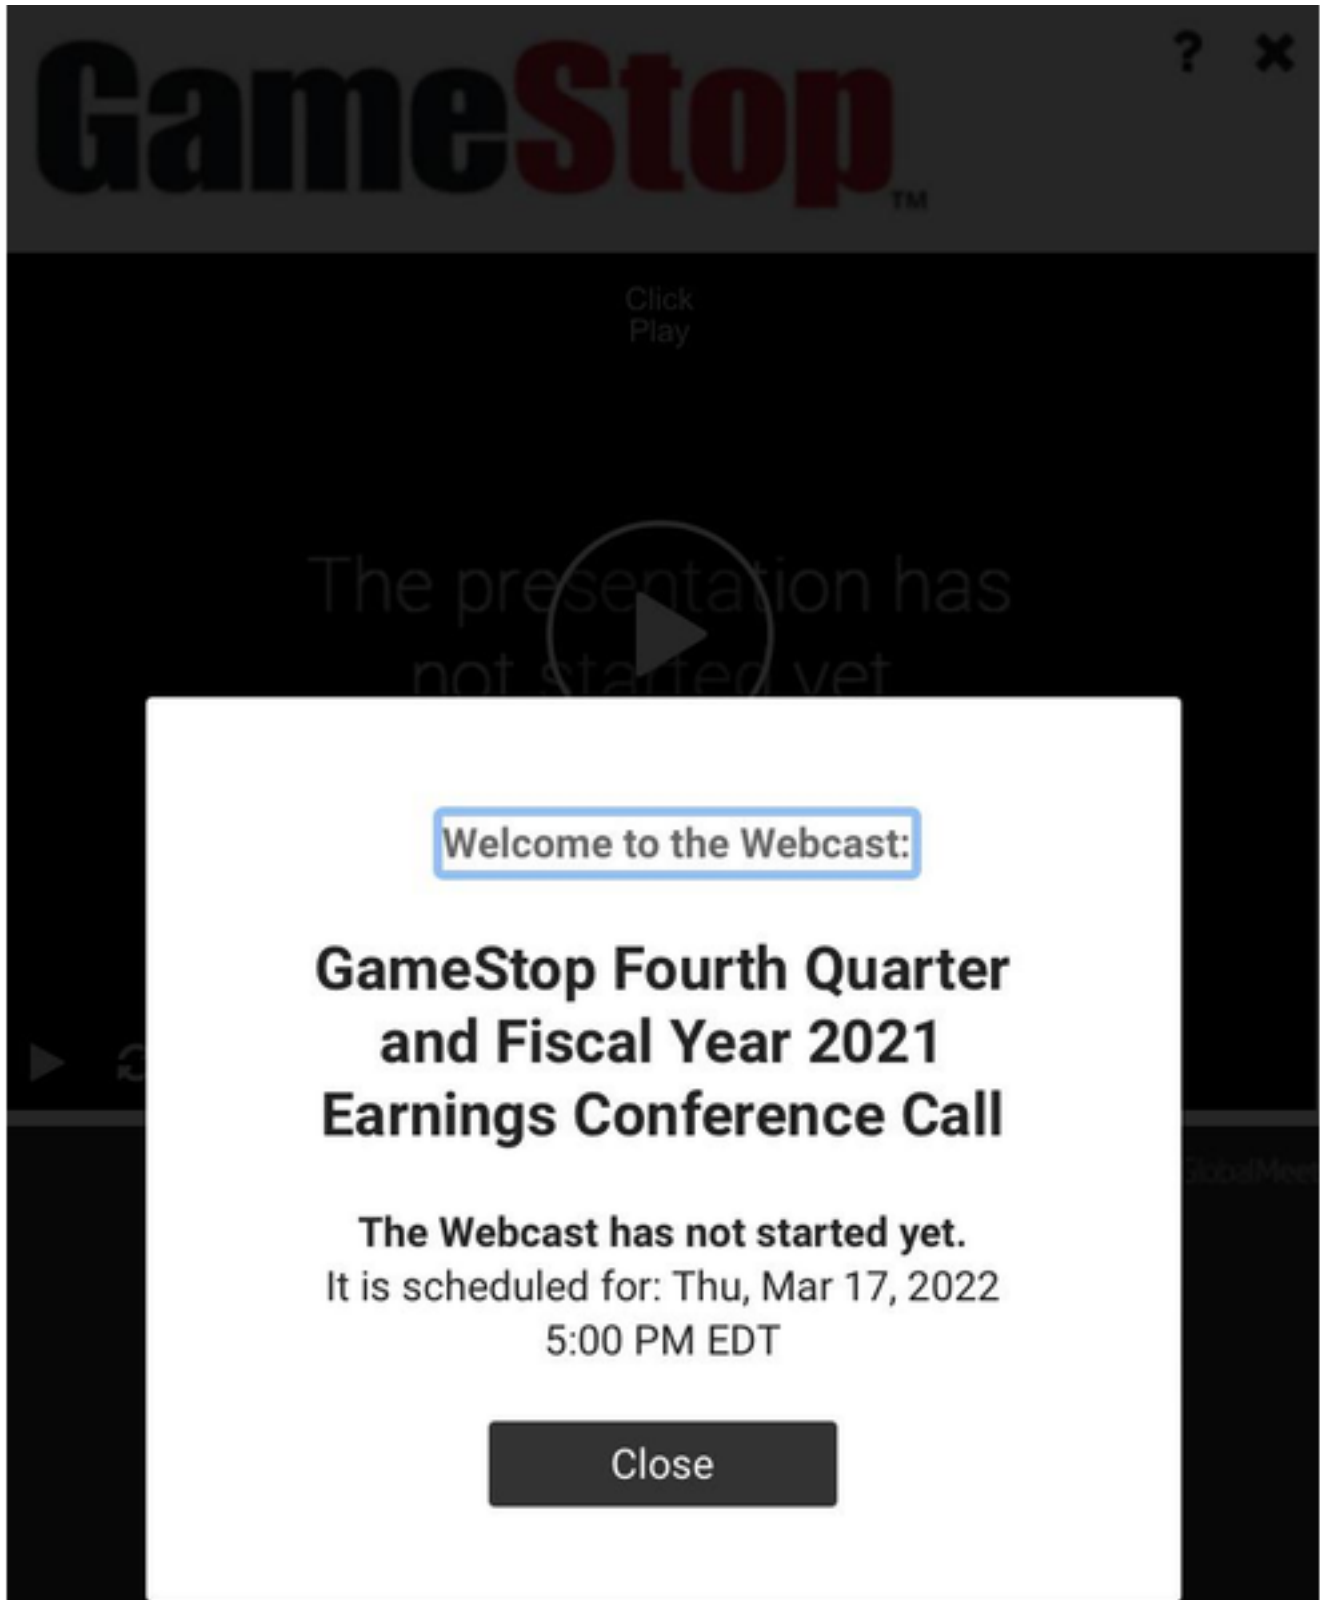 GameStop TM
? ✖
Click
Play
The presentation has
not started yet
Welcome to the Webcast:
GameStop Fourth Quarter
and Fiscal Year 2021
Earnings Conference Call
GlobalMeet
The Webcast has not started yet.
It is scheduled for: Thu, Mar 17, 2022
5:00 PM EDT
Close